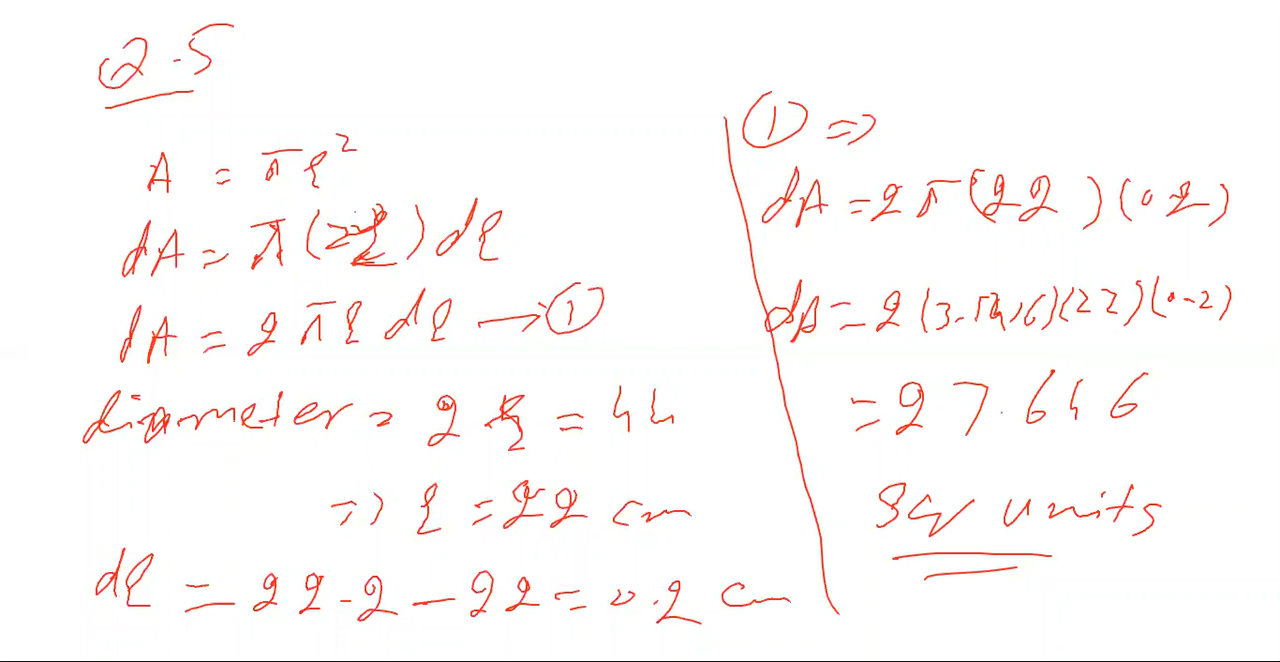 Q.5
A = πr²
dA = π(2r)dr
dA = 2πr dr → ①
diameter = 2r = 44
=> r = 22 cm
dr = 22.2 - 22 = 0.2 cm
① =>
dA = 2π(22)(0.2)
dA = 2(3.1416)(22)(0.2)
= 27.646
sq units